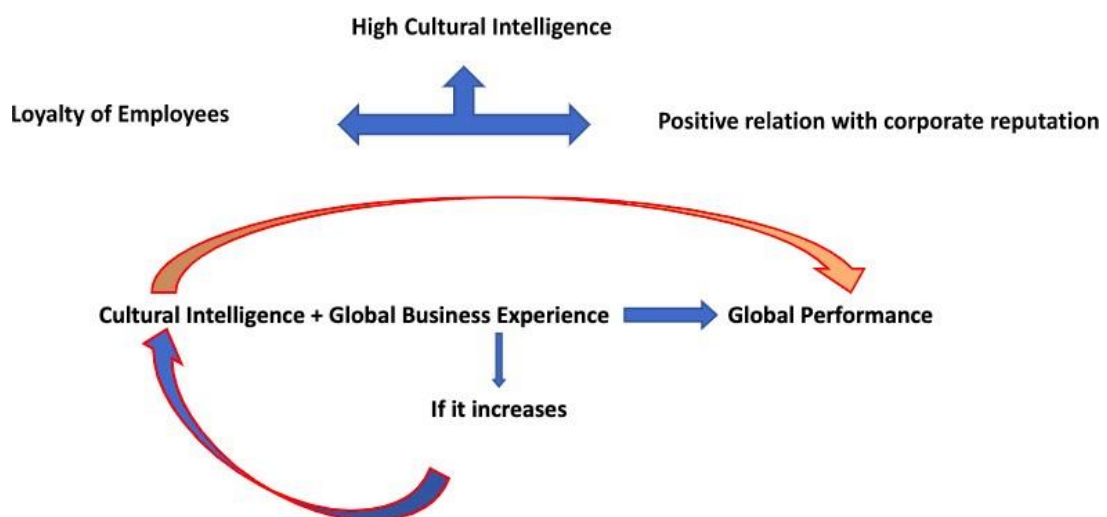 High Cultural Intelligence
Loyalty of Employees
Positive relation with corporate reputation
Cultural Intelligence + Global Business Experience
Global Performance
If it increases